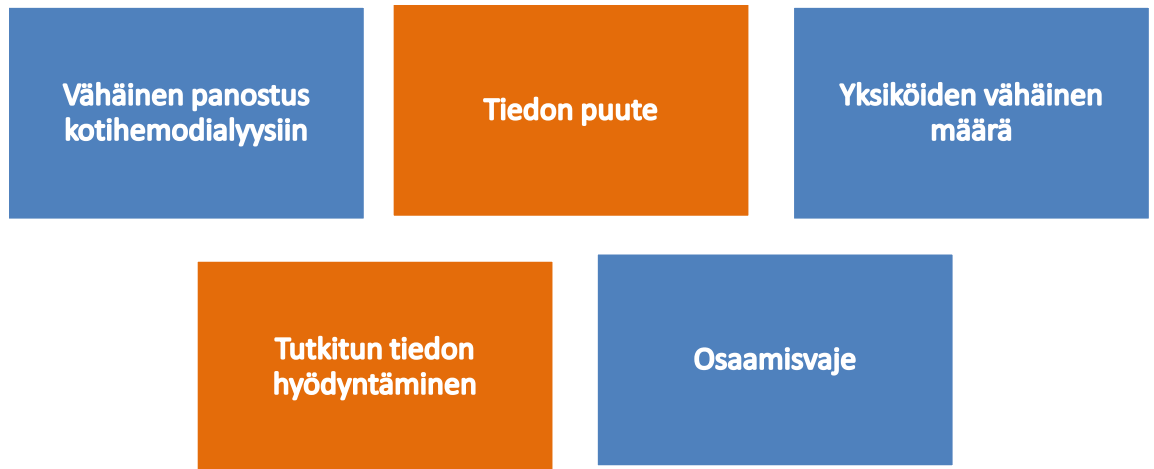 Vähäinen panostus
kotihemodialyysiin
Tiedon puute
Yksiköiden vähäinen
määrä
Tutkitun tiedon
hyödyntäminen
Osaamisvaje